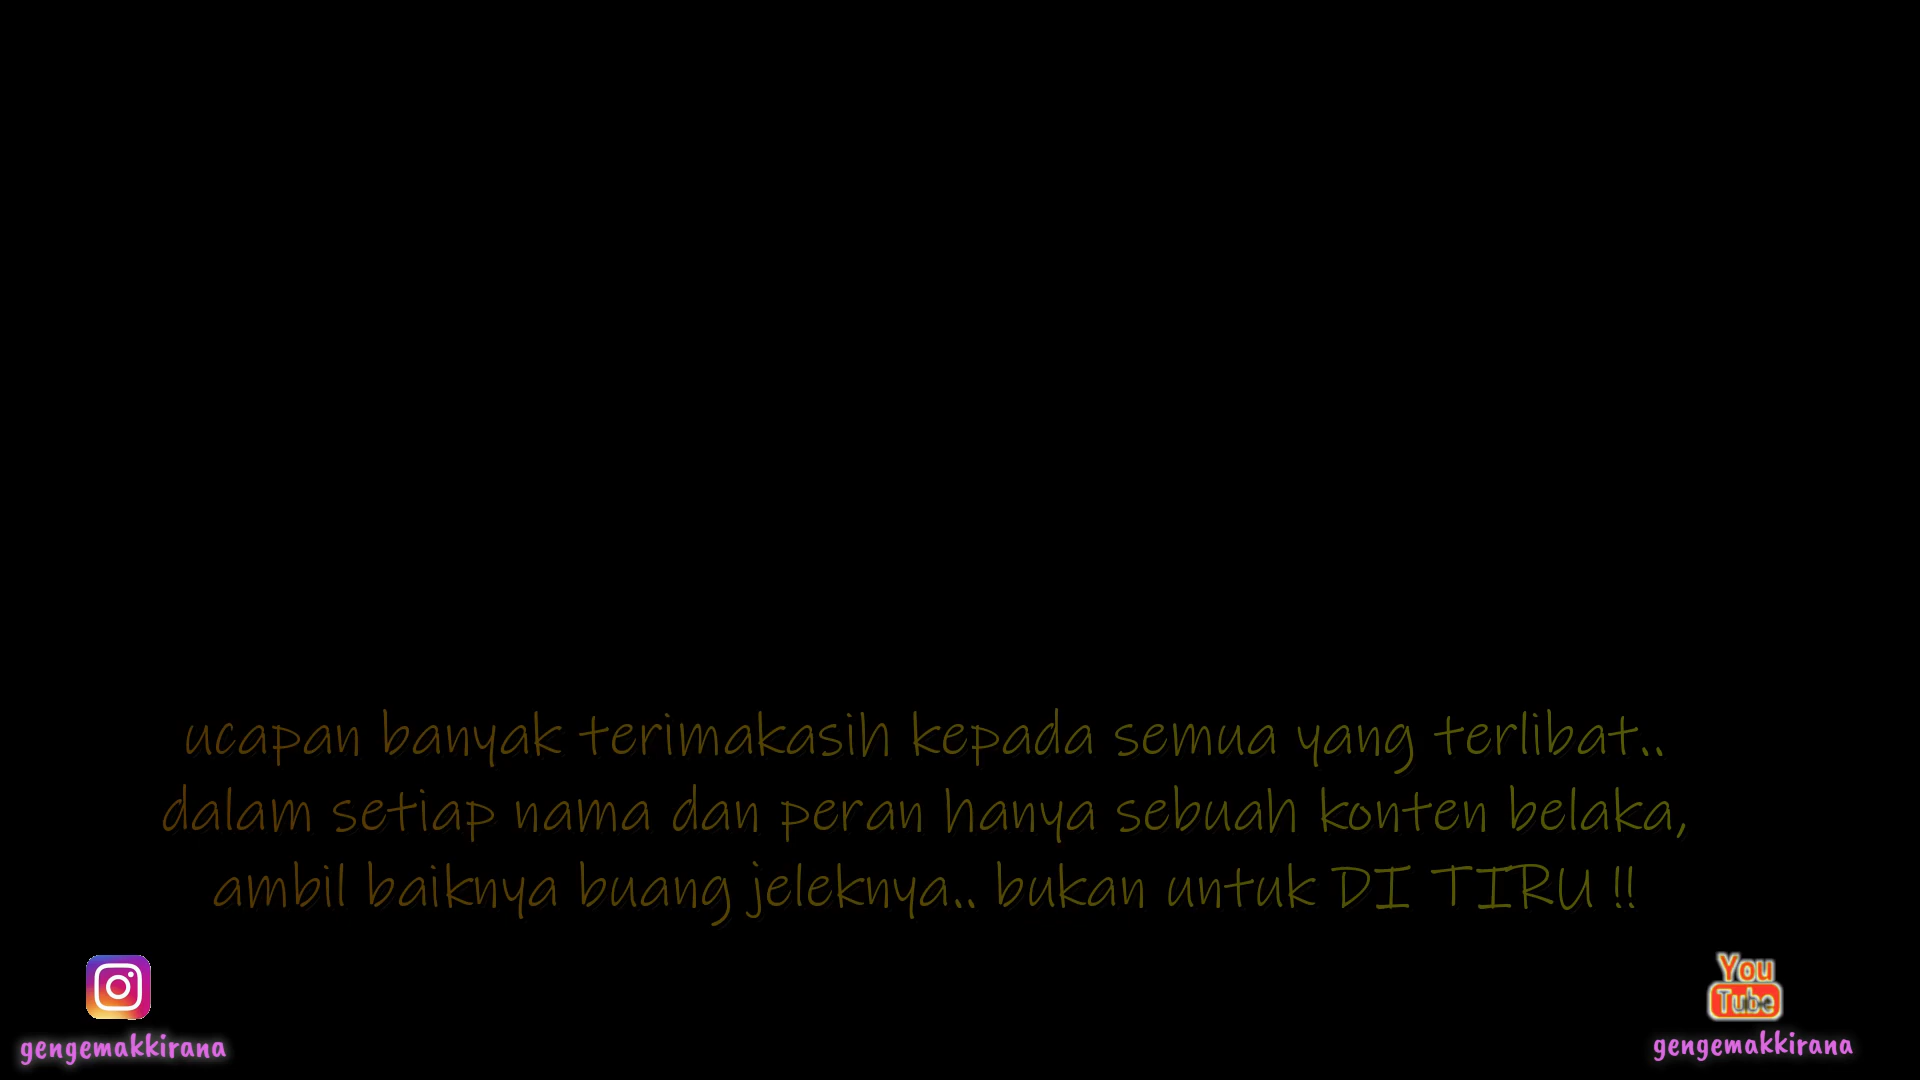 ucapan banyak terimakasih kepada semua yang terlibat..
dalam setiap nama dan peran hanya sebuah konten belaka,
ambil baiknya buang jeleknya.. bukan untuk DI TIRU !!
gengemakkirana
You
Tube
gengemakkirana